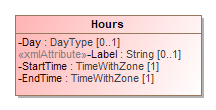 Hours
-Day : DayType [0..1]
«xmlAttribute»-Label : String [0..1]
-StartTime : TimeWithZone [1]
-EndTime : TimeWithZone [1]